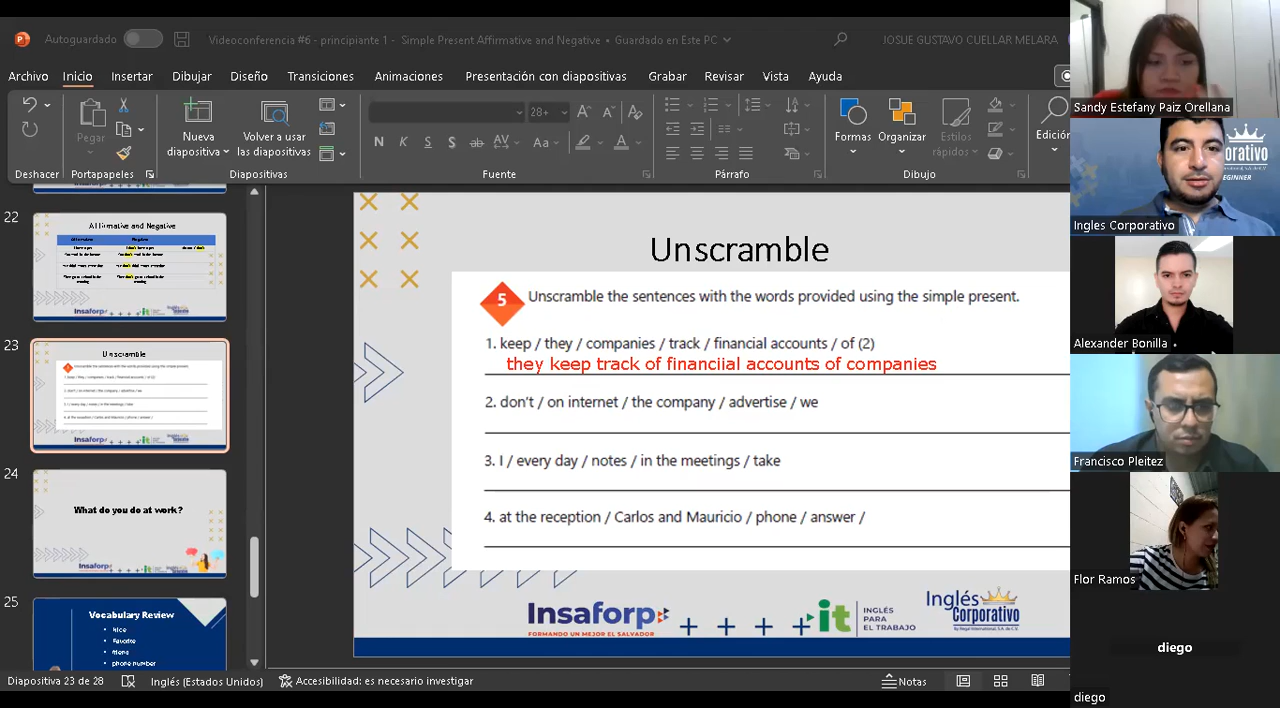 Autoguardado
Videoconferencia #6 - principiante 1 - Simple Present Affirmative and Negative • Guardado en Este PC
JOSUE GUSTAVO CUELLAR MELARA
Archivo Inicio Insertar Dibujar Diseño Transiciones Animaciones Presentación con diapositivas Grabar Revisar Vista Ayuda
Pegar
Nueva diapositiva
Volver a usar las diapositivas
28+
N K S S ab AV Aa A
Formas Organizar Estilos rápidos Edición
Deshacer Portapapeles Diapositivas Fuente Párrafo Dibujo
22
Affirmative and Negative
23
Unscramble
24
What do you do at work?
25
Vocabulary Review
• Nice
• Favorite
• friend
• phone number
Unscramble
5 Unscramble the sentences with the words provided using the simple present.
1. keep / they / companies / track / financial accounts / of (2)
they keep track of financiial accounts of companies
2. don't / on internet / the company / advertise / we
3. I / every day / notes / in the meetings / take
4. at the reception / Carlos and Mauricio / phone / answer /
Insaforp
FORMANDO UN MEJOR EL SALVADOR
it INGLÉS PARA EL TRABAJO
Inglés Corporativo
Diapositiva 23 de 28
Inglés (Estados Unidos)
Accesibilidad: es necesario investigar
Notas
Sandy Estefany Paiz Orellana
Ingles Corporativo
Alexander Bonilla
Francisco Pleitez
Flor Ramos
diego
diego